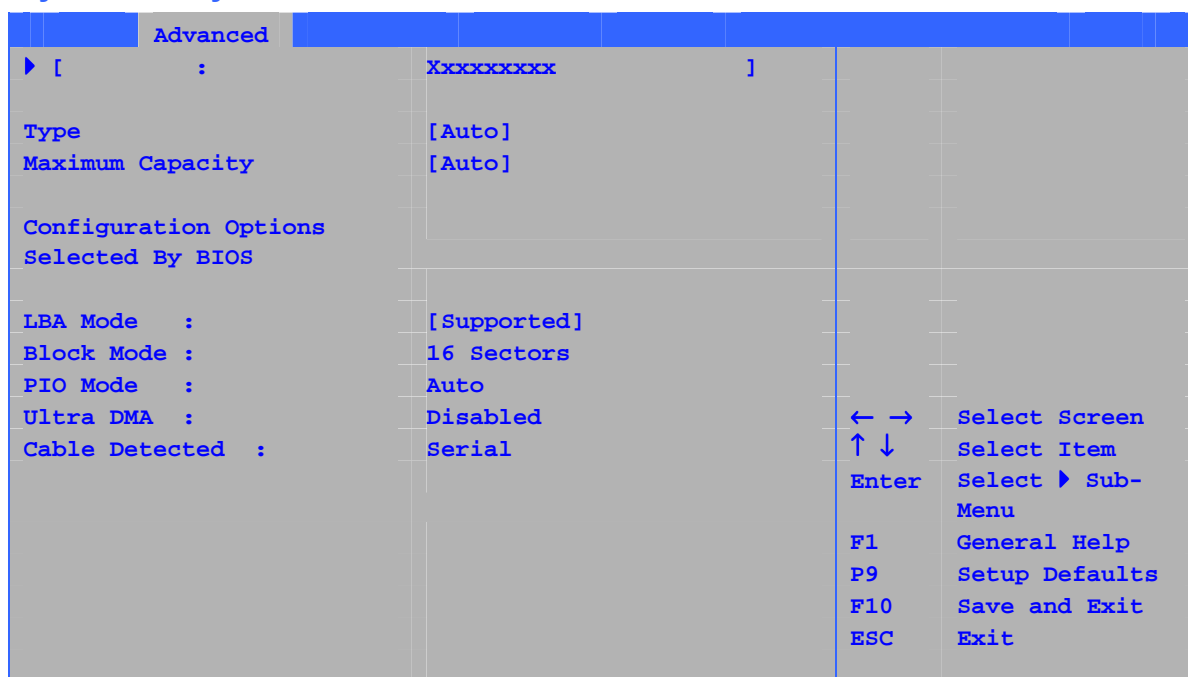 Advanced
[ : Xxxxxxxxxx ]
Type [Auto]
Maximum Capacity [Auto]
Configuration Options
Selected By BIOS
LBA Mode : [Supported]
Block Mode : 16 Sectors
PIO Mode : Auto
Ultra DMA : Disabled
Cable Detected : Serial
← → Select Screen
↑ ↓ Select Item
Enter Select ▶ Sub-
Menu
F1 General Help
P9 Setup Defaults
F10 Save and Exit
ESC Exit